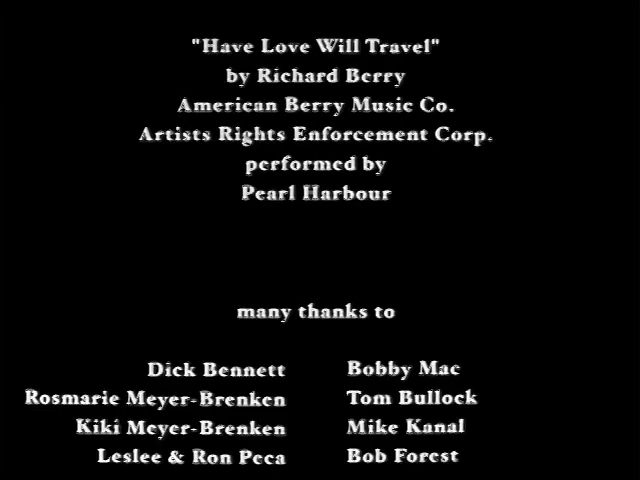 "Have Love Will Travel"
by Richard Berry
American Berry Music Co.
Artists Rights Enforcement Corp.
performed by
Pearl Harbour
many thanks to
Dick Bennett Bobby Mac
Rosmarie Meyer-Brenken Tom Bullock
Kiki Meyer-Brenken Mike Kanal
Leslee & Ron Peca Bob Forest